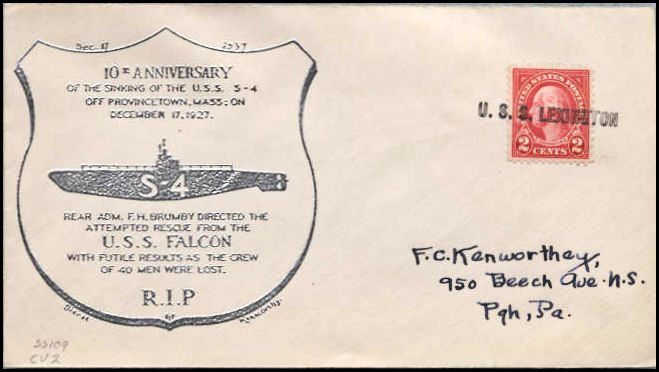 Dec. 17 1937
10TH ANNIVERSARY
OF THE SINKING OF THE U.S.S. S-4
OFF PROVINCETOWN, MASS; ON
DECEMBER 17, 1927.
S-4
REAR ADM. F.H. BRUMBY DIRECTED THE
ATTEMPTED RESCUE FROM THE
U.S.S. FALCON
WITH FUTILE RESULTS AS THE CREW
OF 40 MEN WERE LOST.
R.I.P
for Kenworthy.
SS109
CV2
UNITED STATES POSTAGE
U. S. S. LEXINGTON
2 CENTS 2
F.C. Kenworthey,
950 Beech Ave. N.S.
Pgh, Pa.